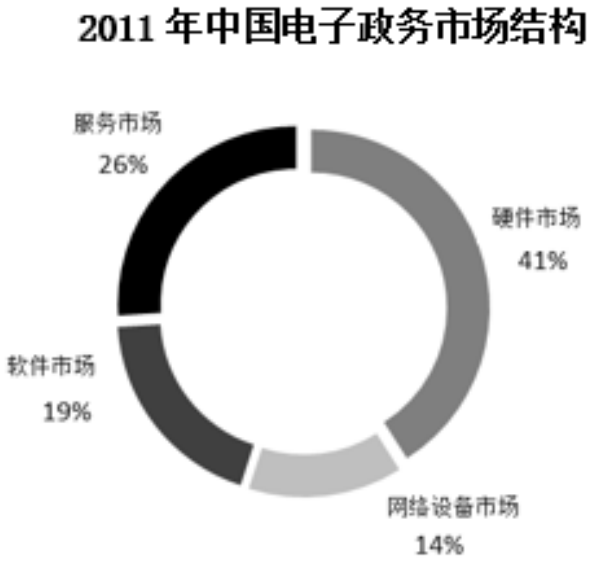 2011 年中国电子政务市场结构
服务市场
26%
硬件市场
41%
软件市场
19%
网络设备市场
14%